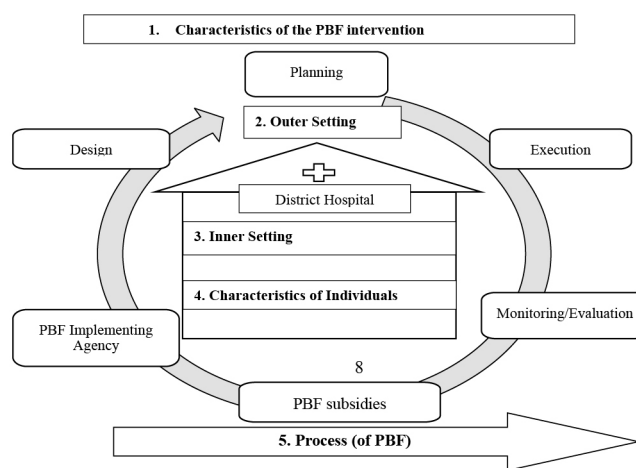 1. Characteristics of the PBF intervention
Planning
2. Outer Setting
Design
Execution
District Hospital
3. Inner Setting
4. Characteristics of Individuals
PBF Implementing
Agency
Monitoring/Evaluation
8
PBF subsidies
5. Process (of PBF)